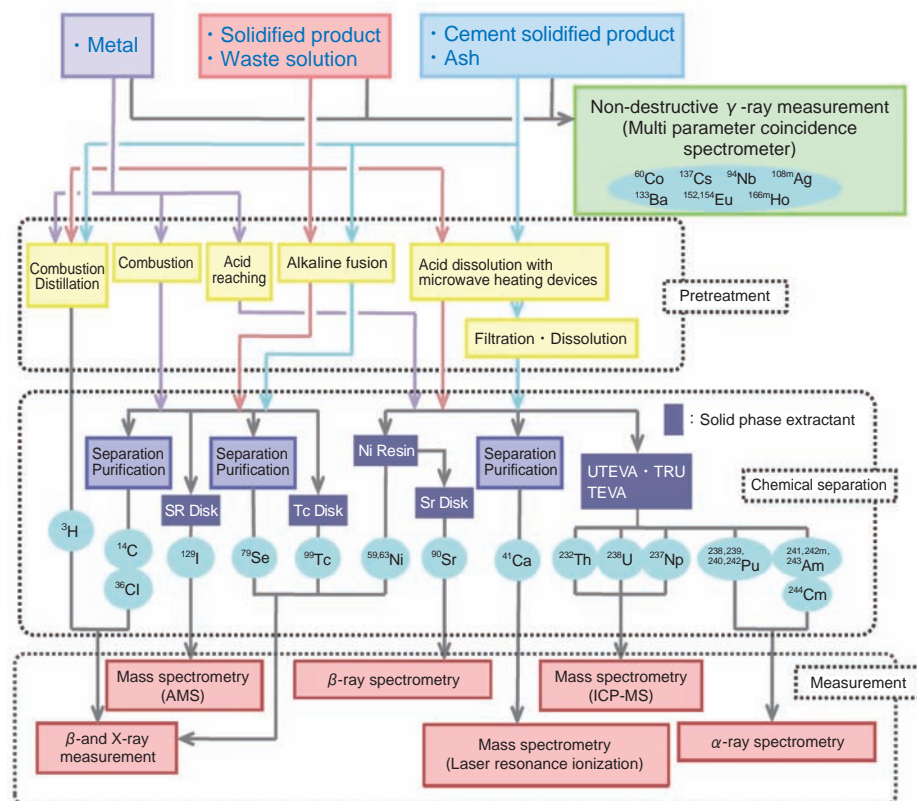 ・Metal
・Solidified product
・Waste solution
・Cement solidified product
・Ash
Non-destructive γ-ray measurement
(Multi parameter coincidence
spectrometer)
⁶⁰Co ¹³⁷Cs ⁹⁴Nb ¹⁰⁸ᵐAg
¹³³Ba ¹⁵²,¹⁵⁴Eu ¹⁶⁶ᵐHo
Combustion
Distillation
Combustion
Acid
reaching
Alkaline fusion
Acid dissolution with
microwave heating devices
Pretreatment
Filtration・Dissolution
Separation
Purification
Separation
Purification
Ni Resin
Separation
Purification
：Solid phase extractant
UTEVA・TRU
TEVA
Chemical separation
SR Disk
Tc Disk
Sr Disk
³H
¹⁴C
³⁶Cl
¹²⁹I
⁷⁹Se
⁹⁹Tc
⁵⁹,⁶³Ni
⁹⁰Sr
⁴¹Ca
²³²Th
²³⁸U
²³⁷Np
²³⁸,²³⁹,
²⁴⁰,²⁴²Pu
²⁴¹,²⁴²ᵐ,
²⁴³Am
²⁴⁴Cm
Mass spectrometry
(AMS)
β-ray spectrometry
Mass spectrometry
(ICP-MS)
Measurement
β-and X-ray
measurement
Mass spectrometry
(Laser resonance ionization)
α-ray spectrometry